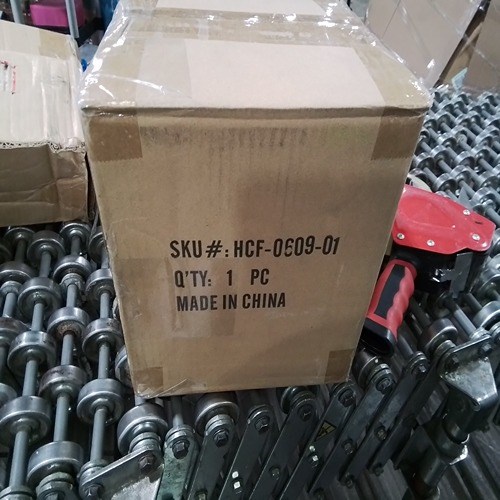 SKU#: HCF-0609-01
Q'TY: 1 PC
MADE IN CHINA